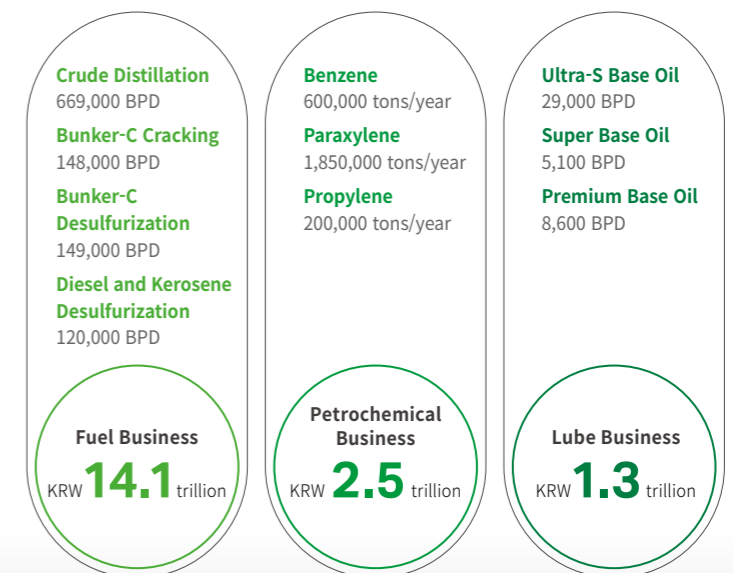 Crude Distillation
669,000 BPD
Bunker-C Cracking
148,000 BPD
Bunker-C
Desulfurization
149,000 BPD
Diesel and Kerosene
Desulfurization
120,000 BPD
Fuel Business
KRW 14.1 trillion
Benzene
600,000 tons/year
Paraxylene
1,850,000 tons/year
Propylene
200,000 tons/year
Petrochemical
Business
KRW 2.5 trillion
Ultra-S Base Oil
29,000 BPD
Super Base Oil
5,100 BPD
Premium Base Oil
8,600 BPD
Lube Business
KRW 1.3 trillion